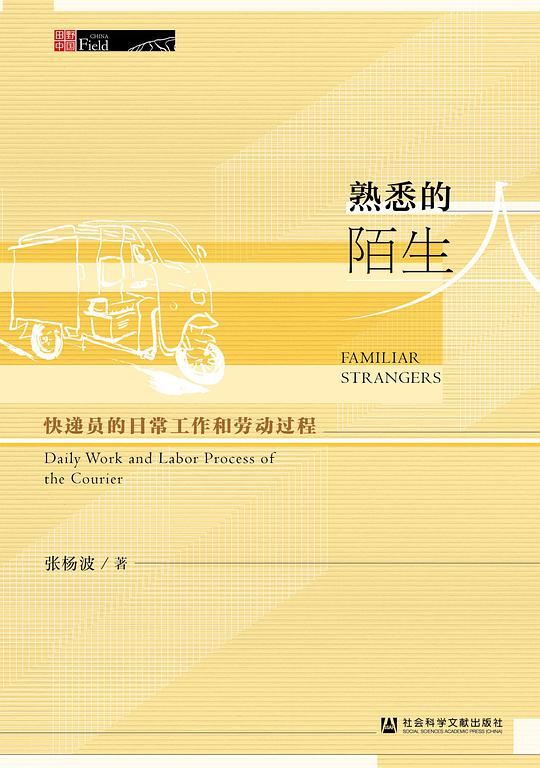 田野
中国
CHINA
Field
熟悉的
陌生人
FAMILIAR
STRANGERS
快递员的日常工作和劳动过程
Daily Work and Labor Process of
the Courier
张杨波 / 著
社会科学文献出版社
SOCIAL SCIENCES ACADEMIC PRESS (CHINA)